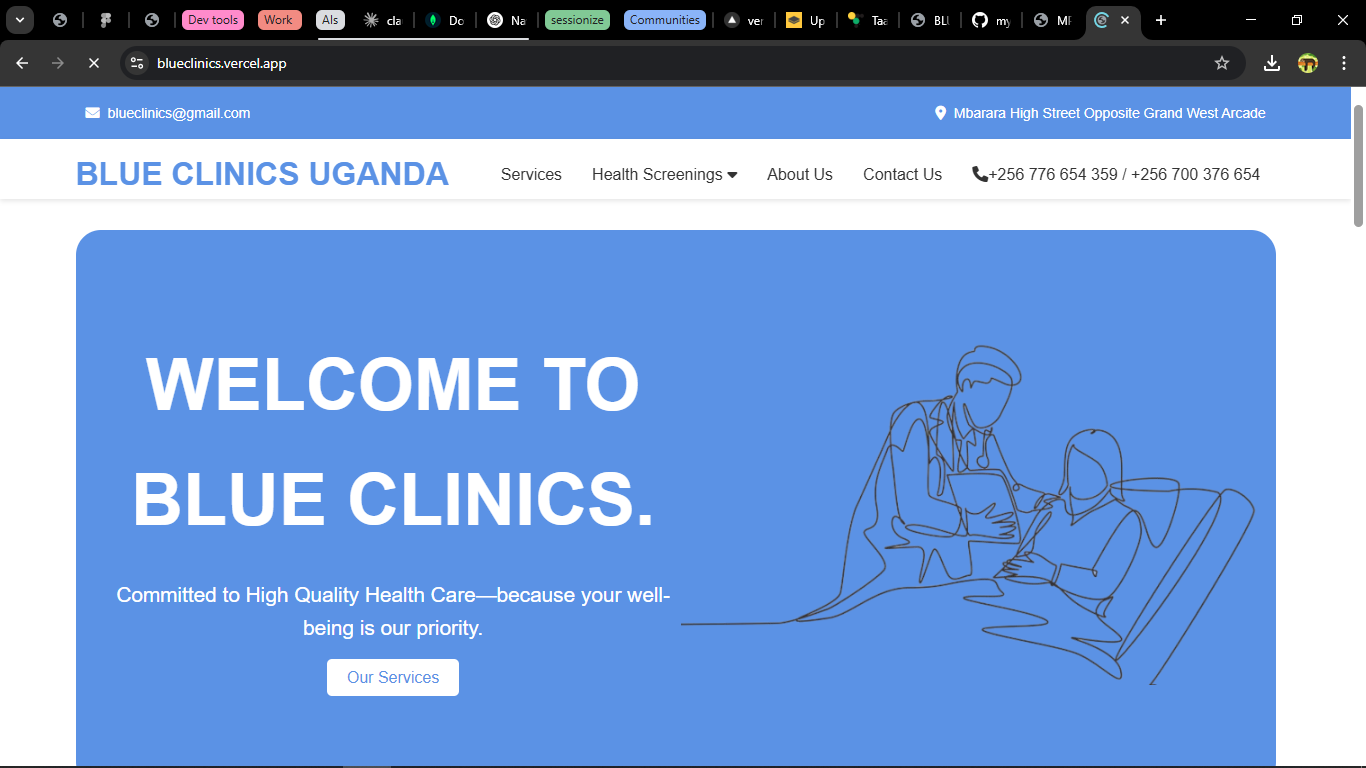 Dev tools
Work
AIs
cla
Do
Na
sessionize
Communities
ver
Up
Taa
BLU
my
MF
blueclinics.vercel.app
blueclinics@gmail.com
Mbarara High Street Opposite Grand West Arcade
BLUE CLINICS UGANDA
Services
Health Screenings
About Us
Contact Us
+256 776 654 359 / +256 700 376 654
WELCOME TO
BLUE CLINICS.
Committed to High Quality Health Care—because your well-
being is our priority.
Our Services